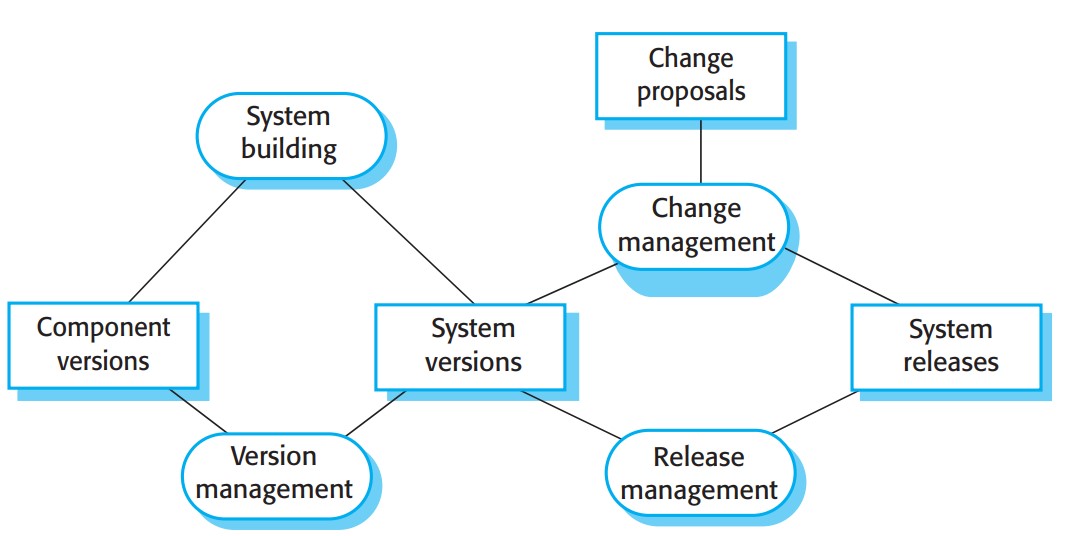 Change
proposals
System
building
Change
management
Component
versions
System
versions
System
releases
Version
management
Release
management